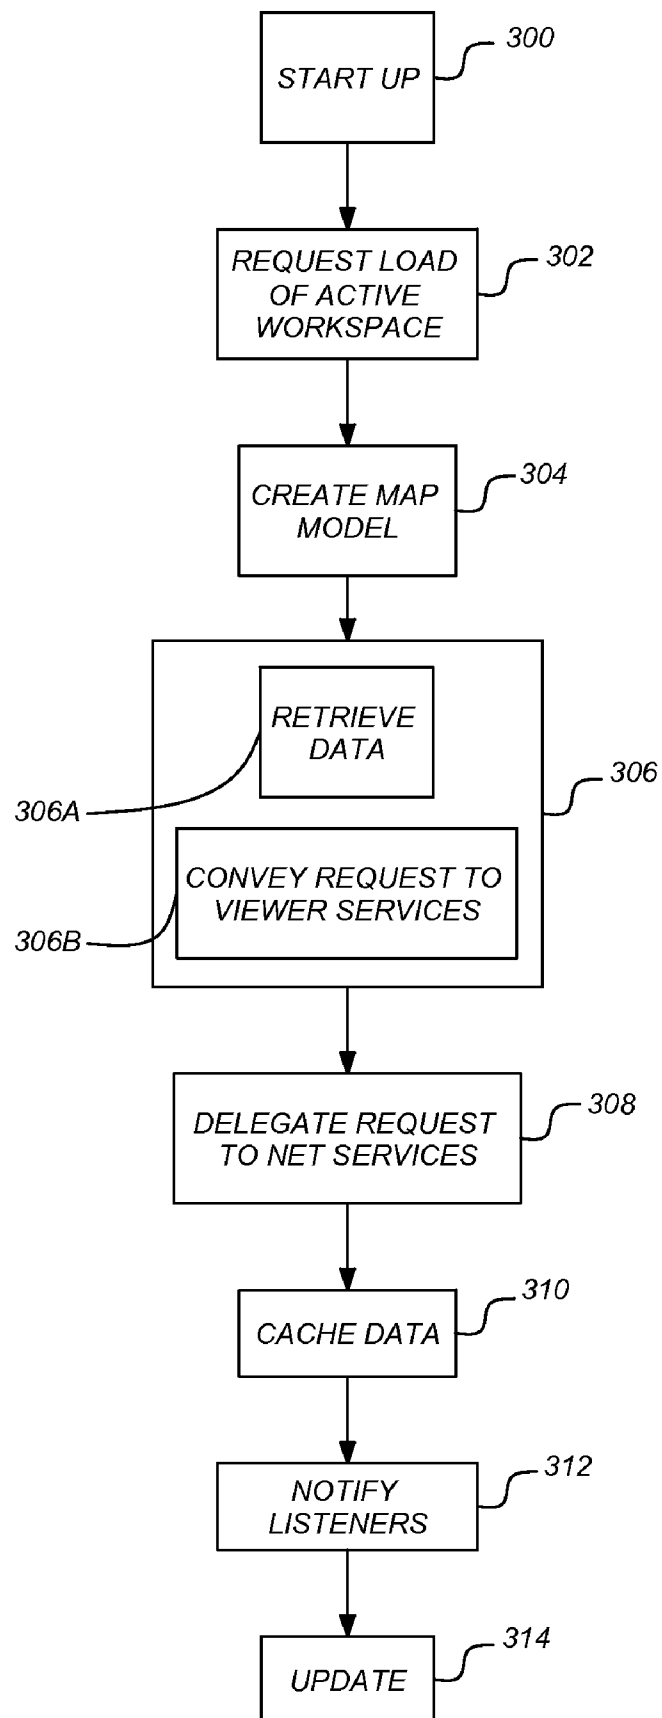 START UP
300
REQUEST LOAD
OF ACTIVE
WORKSPACE
302
CREATE MAP
MODEL
304
RETRIEVE
DATA
306A
306
CONVEY REQUEST TO
VIEWER SERVICES
306B
DELEGATE REQUEST
TO NET SERVICES
308
CACHE DATA
310
NOTIFY
LISTENERS
312
UPDATE
314